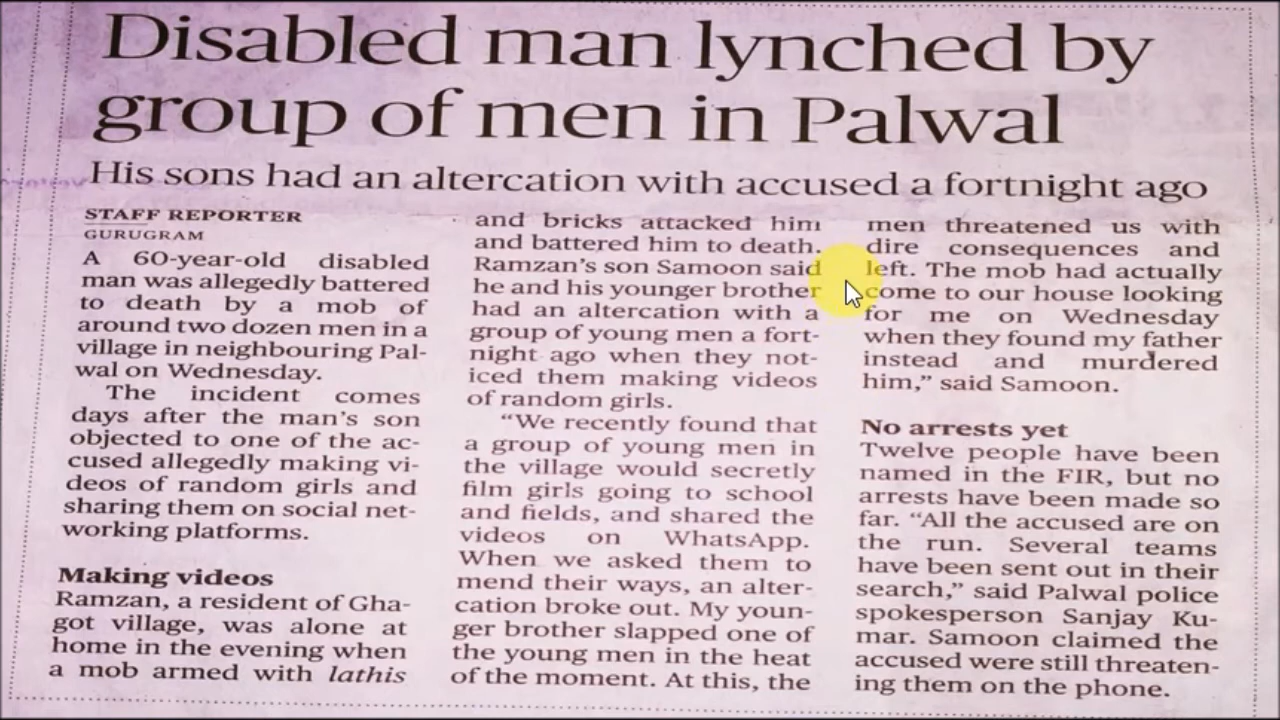 Disabled man lynched by
group of men in Palwal
His sons had an altercation with accused a fortnight ago
STAFF REPORTER
GURUGRAM
A 60-year-old disabled
man was allegedly battered
to death by a mob of
around two dozen men in a
village in neighbouring Pal-
wal on Wednesday.
The incident comes
days after the man's son
objected to one of the ac-
cused allegedly making vi-
deos of random girls and
sharing them on social net-
working platforms.
Making videos
Ramzan, a resident of Gha-
got village, was alone at
home in the evening when
a mob armed with lathis
and bricks attacked him
and battered him to death.
Ramzan's son Samoon said
he and his younger brother
had an altercation with a
group of young men a fort-
night ago when they not-
iced them making videos
of random girls.
"We recently found that
a group of young men in
the village would secretly
film girls going to school
and fields, and shared the
videos on WhatsApp.
When we asked them to
mend their ways, an alter-
cation broke out. My youn-
ger brother slapped one of
the young men in the heat
of the moment. At this, the
men threatened us with
dire consequences and
left. The mob had actually
come to our house looking
for me on Wednesday
when they found my father
instead and murdered
him," said Samoon.
No arrests yet
Twelve people have been
named in the FIR, but no
arrests have been made so
far. "All the accused are on
the run. Several teams
have been sent out in their
search," said Palwal police
spokesperson Sanjay Ku-
mar. Samoon claimed the
accused were still threaten-
ing them on the phone.